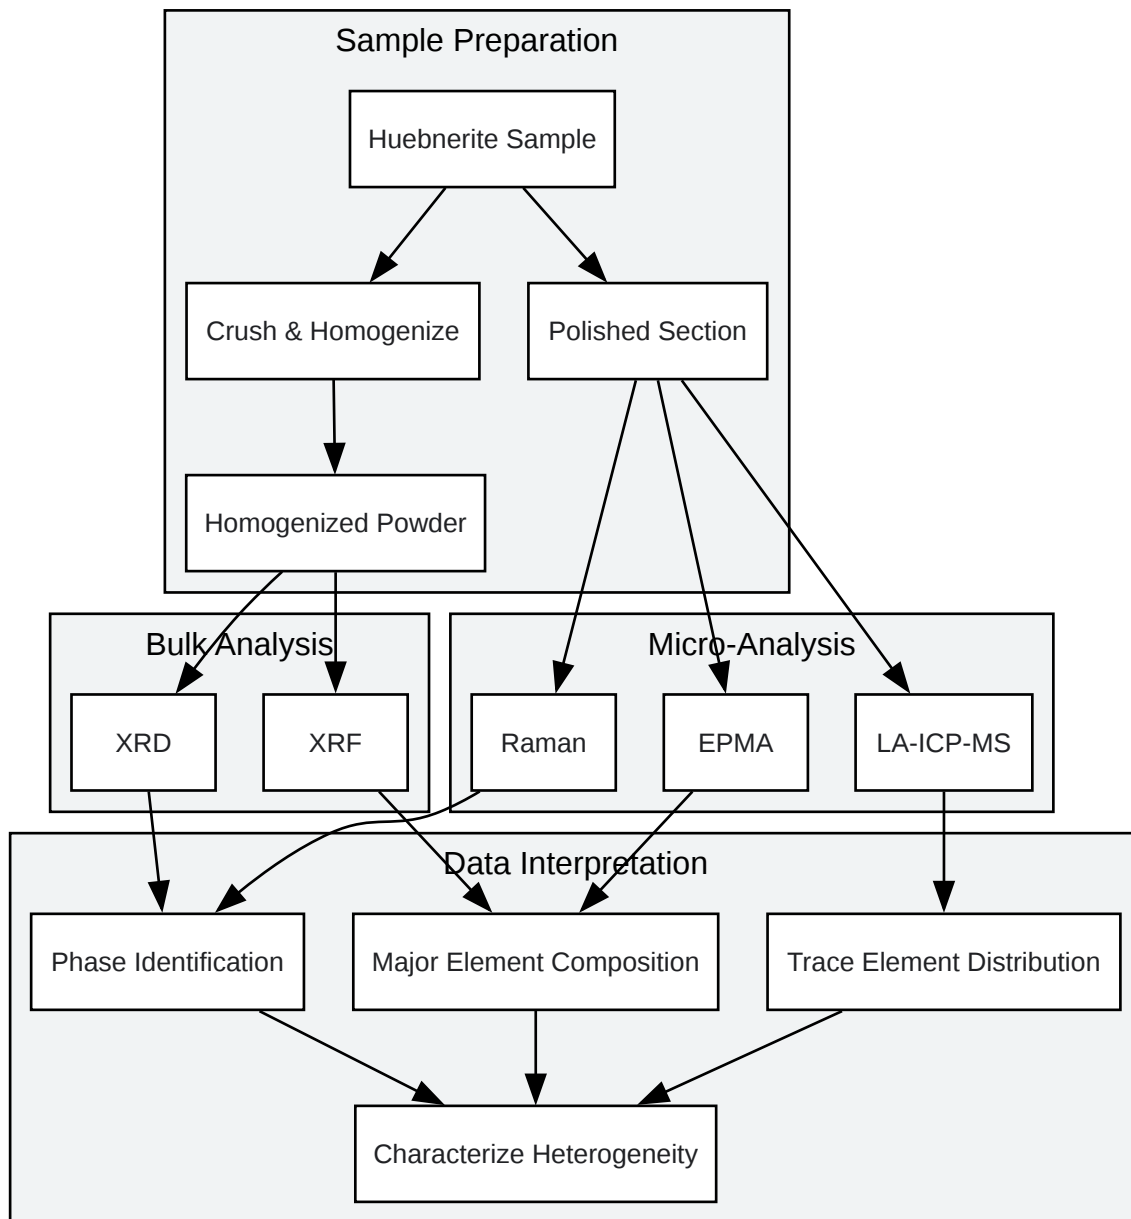 Sample Preparation
Huebnerite Sample
Crush & Homogenize
Polished Section
Homogenized Powder
Bulk Analysis
Micro-Analysis
XRD
XRF
Raman
EPMA
LA-ICP-MS
Data Interpretation
Phase Identification
Major Element Composition
Trace Element Distribution
Characterize Heterogeneity